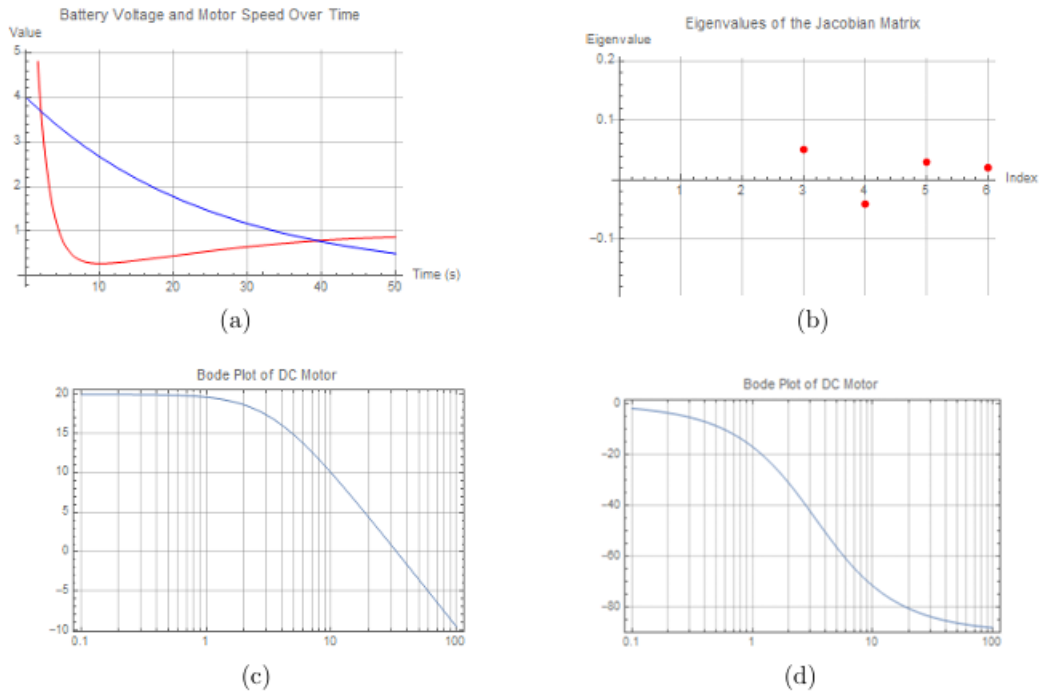 Battery Voltage and Motor Speed Over Time
Value
5
4
3
2
1
10 20 30 40 50
Time (s)
(a)
Eigenvalues of the Jacobian Matrix
Eigenvalue
0.2
0.1
-0.1
1 2 3 4 5 6
Index
(b)
Bode Plot of DC Motor
20
15
10
5
0
-5
-10
0.1 1 10 100
(c)
Bode Plot of DC Motor
0
-20
-40
-60
-80
0.1 1 10 100
(d)